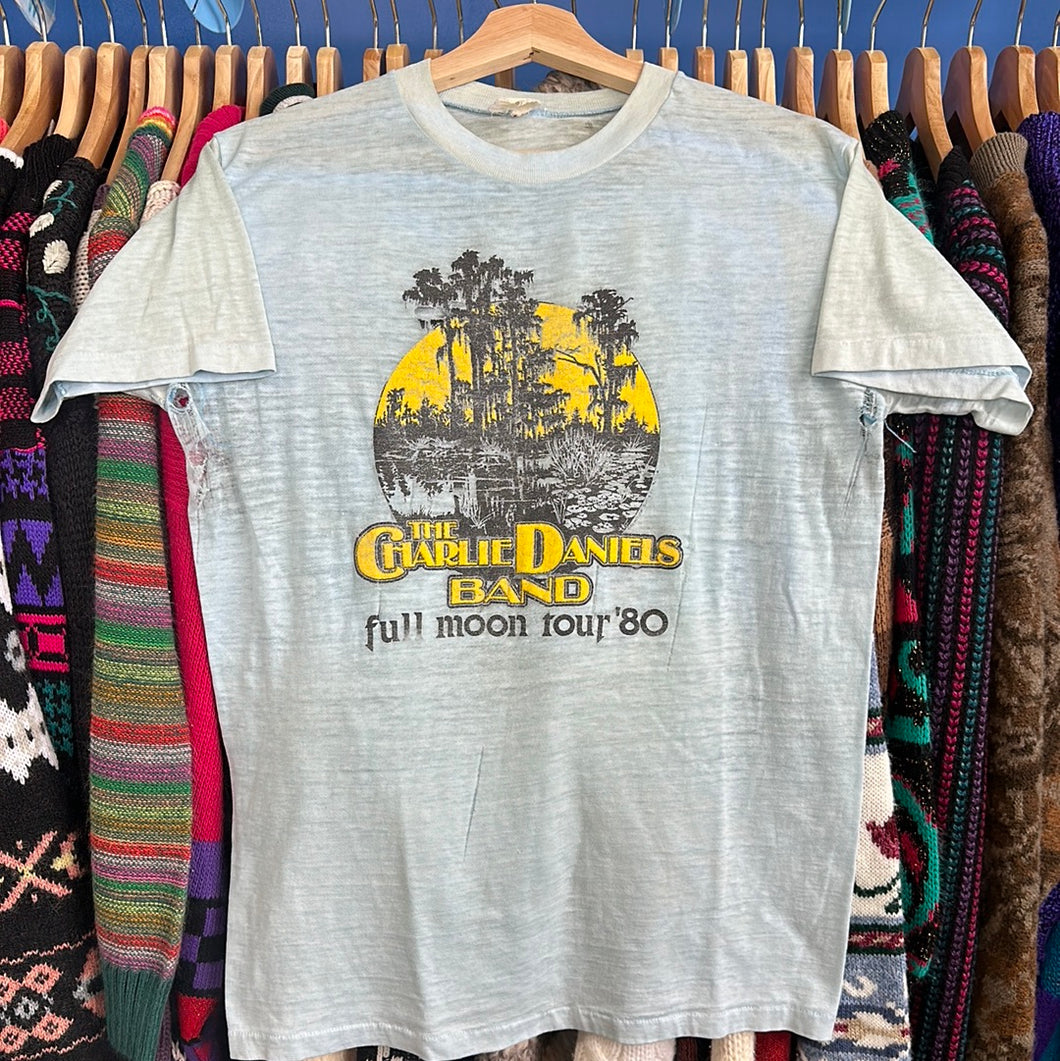 THE
CHARLIE DANIELS
BAND
full moon tour '80